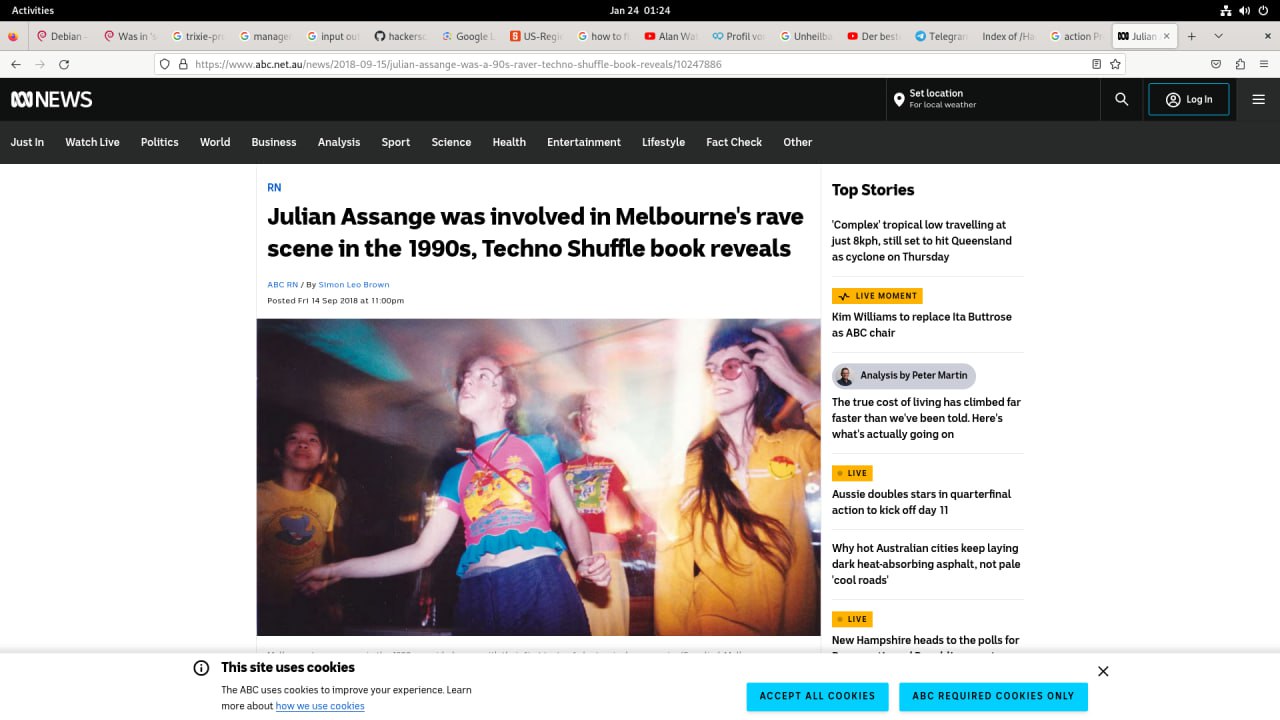 Activities
Jan 24 01:24
Debian -
Was in 's
trixie-pr
manage
input ou
hackers
Google L
US-Regi
how to f
Alan Wa
Profil vo
Unheilb
Der best
Telegra
Index of /Ha
action P
Julian
https://www.abc.net.au/news/2018-09-15/julian-assange-was-a-90s-raver-techno-shuffle-book-reveals/10247886
NEWS
Set location
For local weather
Log In
Just In
Watch Live
Politics
World
Business
Analysis
Sport
Science
Health
Entertainment
Lifestyle
Fact Check
Other
RN
Julian Assange was involved in Melbourne's rave
scene in the 1990s, Techno Shuffle book reveals
ABC RN / By Simon Leo Brown
Posted Fri 14 Sep 2018 at 11:00pm
Top Stories
'Complex' tropical low travelling at
just 8kph, still set to hit Queensland
as cyclone on Thursday
LIVE MOMENT
Kim Williams to replace Ita Buttrose
as ABC chair
Analysis by Peter Martin
The true cost of living has climbed far
faster than we've been told. Here's
what's actually going on
LIVE
Aussie doubles stars in quarterfinal
action to kick off day 11
Why hot Australian cities keep laying
dark heat-absorbing asphalt, not pale
'cool roads'
LIVE
New Hampshire heads to the polls for
This site uses cookies
The ABC uses cookies to improve your experience. Learn
more about how we use cookies
ACCEPT ALL COOKIES
ABC REQUIRED COOKIES ONLY